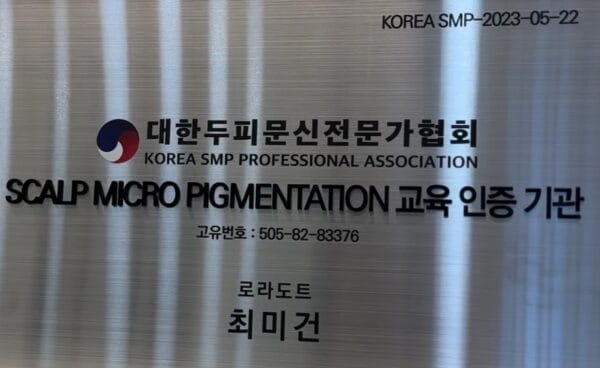 KOREA SMP-2023-05-22
대한두피문신전문가협회
KOREA SMP PROFESSIONAL ASSOCIATION
SCALP MICRO PIGMENTATION 교육 인증 기관
고유번호 : 505-82-83376
로라도트
최미건